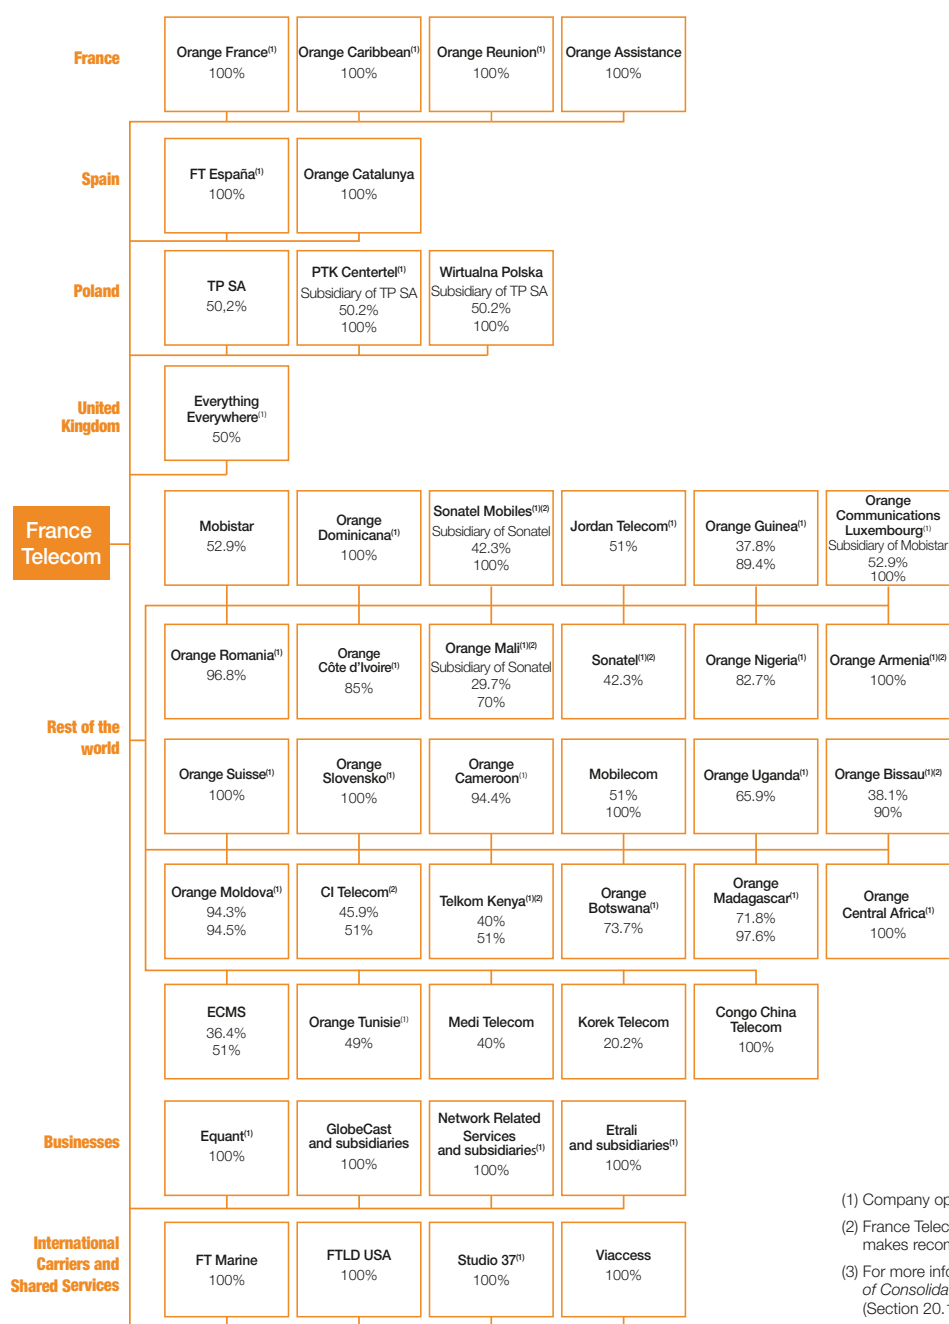 France
Orange France(1)
100%
Orange Caribbean(1)
100%
Orange Reunion(1)
100%
Orange Assistance
100%
Spain
FT España(1)
100%
Orange Catalunya
100%
Poland
TP SA
50,2%
PTK Centertel(1)
Subsidiary of TP SA
50.2%
100%
Wirtualna Polska
Subsidiary of TP SA
50.2%
100%
United
Kingdom
Everything
Everywhere(1)
50%
France
Telecom
Rest of the
world
Mobistar
52.9%
Orange
Dominicana(1)
100%
Sonatel Mobiles(1)(2)
Subsidiary of Sonatel
42.3%
100%
Jordan Telecom(1)
51%
Orange Guinea(1)
37.8%
89.4%
Orange
Communications
Luxembourg(1)
Subsidiary of Mobistar
52.9%
100%
Orange Romania(1)
96.8%
Orange
Côte d'Ivoire(1)
85%
Orange Mali(1)(2)
Subsidiary of Sonatel
29.7%
70%
Sonatel(1)(2)
42.3%
Orange Nigeria(1)
82.7%
Orange Armenia(1)(2)
100%
Orange Suisse(1)
100%
Orange
Slovensko(1)
100%
Orange
Cameroon(1)
94.4%
Mobilecom
51%
100%
Orange Uganda(1)
65.9%
Orange Bissau(1)(2)
38.1%
90%
Orange Moldova(1)
94.3%
94.5%
CI Telecom(2)
45.9%
51%
Telkom Kenya(1)(2)
40%
51%
Orange
Botswana(1)
73.7%
Orange
Madagascar(1)
71.8%
97.6%
Orange
Central Africa(1)
100%
ECMS
36.4%
51%
Orange Tunisie(1)
49%
Medi Telecom
40%
Korek Telecom
20.2%
Congo China
Telecom
100%
Businesses
Equant(1)
100%
GlobeCast
and subsidiaries
100%
Network Related
Services
and subsidiaries(1)
100%
Etrali
and subsidiaries(1)
100%
International
Carriers and
Shared Services
FT Marine
100%
FTLD USA
100%
Studio 37(1)
100%
Viaccess
100%
(1) Company op
(2) France Telec
makes recom
(3) For more info
of Consolida
(Section 20.1